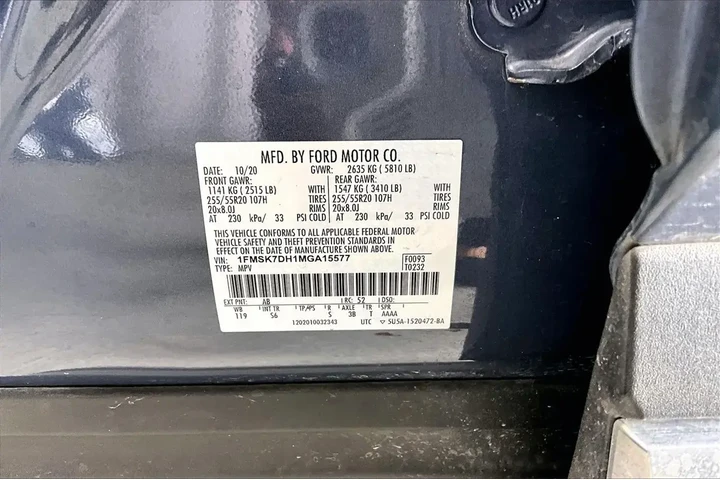 MFD. BY FORD MOTOR CO.
DATE: 10/20 GVWR: 2635 KG ( 5810 LB)
FRONT GAWR: REAR GAWR:
1141 KG ( 2515 LB) WITH 1547 KG ( 3410 LB) WITH
255/55R20 107H TIRES 255/55R20 107H TIRES
20x8.0J RIMS 20x8.0J RIMS
AT 230 kPa/ 33 PSI COLD AT 230 kPa/ 33 PSI COLD
THIS VEHICLE CONFORMS TO ALL APPLICABLE FEDERAL MOTOR
VEHICLE SAFETY AND THEFT PREVENTION STANDARDS IN
EFFECT ON THE DATE OF MANUFACTURE SHOWN ABOVE.
VIN: 1FMSK7DH1MGA15577 F0093
TYPE: MPV T0232
EXT PNT: AB RC: 52 DSO:
WB INT TR TP/PS R AXLE TR SPR
119 S6 S 3B T AAAA
1202010032343 UTC ▽ 5U5A-1520472-BA